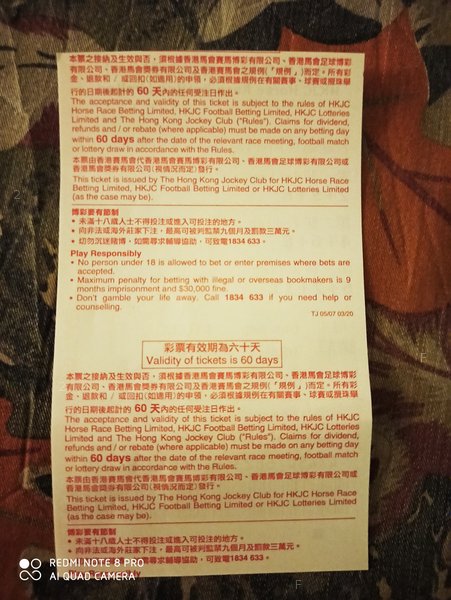 本票之接納及生效與否，須根據香港馬會賽馬博彩有限公司、香港馬會足球博彩
有限公司、香港馬會獎券有限公司及香港賽馬會之規例(「規例」)而定。所有彩
金、退款和 / 或回扣(如適用)的申領，必須根據規例在有關賽事、球賽或攪珠舉
行的日期後起計的 60 天內的任何受注日作出。
The acceptance and validity of this ticket is subject to the rules of HKJC
Horse Race Betting Limited, HKJC Football Betting Limited, HKJC Lotteries
Limited and The Hong Kong Jockey Club ("Rules"). Claims for dividend,
refunds and / or rebate (where applicable) must be made on any betting day
within 60 days after the date of the relevant race meeting, football match
or lottery draw in accordance with the Rules.
本票由香港賽馬會代香港馬會賽馬博彩有限公司、香港馬會足球博彩有限公司或
香港馬會獎券有限公司(視情況而定)發行。
This ticket is issued by The Hong Kong Jockey Club for HKJC Horse Race
Betting Limited, HKJC Football Betting Limited or HKJC Lotteries Limited
(as the case may be).
博彩要有節制
• 未滿十八歲人士不得投注或進入可投注的地方。
• 向非法或海外莊家下注，最高可被判監禁九個月及罰款三萬元。
• 切勿沉迷賭博，如需尋求輔導協助，可致電1834 633。
Play Responsibly
• No person under 18 is allowed to bet or enter premises where bets are
accepted.
• Maximum penalty for betting with illegal or overseas bookmakers is 9
months imprisonment and $30,000 fine.
• Don't gamble your life away. Call 1834 633 if you need help or
counselling.
TJ 05/07 03/20
彩票有效期為六十天
Validity of tickets is 60 days
本票之接納及生效與否，須根據香港馬會賽馬博彩有限公司、香港馬會足球博彩
有限公司、香港馬會獎券有限公司及香港賽馬會之規例(「規例」)而定。所有彩
金、退款和 / 或回扣(如適用)的申領，必須根據規例在有關賽事、球賽或攪珠舉
行的日期後起計的 60 天內的任何受注日作出。
The acceptance and validity of this ticket is subject to the rules of HKJC
Horse Race Betting Limited, HKJC Football Betting Limited, HKJC Lotteries
Limited and The Hong Kong Jockey Club ("Rules"). Claims for dividend,
refunds and / or rebate (where applicable) must be made on any betting day
within 60 days after the date of the relevant race meeting, football match
or lottery draw in accordance with the Rules.
本票由香港賽馬會代香港馬會賽馬博彩有限公司、香港馬會足球博彩有限公司或
香港馬會獎券有限公司(視情況而定)發行。
This ticket is issued by The Hong Kong Jockey Club for HKJC Horse Race
Betting Limited, HKJC Football Betting Limited or HKJC Lotteries Limited
(as the case may be).
博彩要有節制
• 未滿十八歲人士不得投注或進入可投注的地方。
• 向非法或海外莊家下注，最高可被判監禁九個月及罰款三萬元。
尋求輔導協助，可致電1834 633。
REDMI NOTE 8 PRO
AI QUAD CAMERA